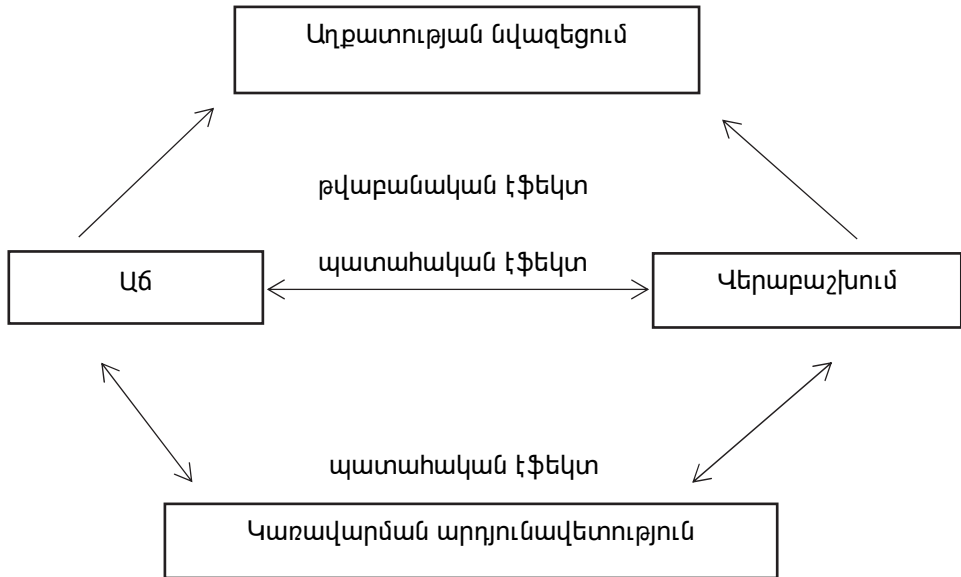 Աղքատության նվազեցում
թվաբանական էֆեկտ
պատահական էֆեկտ
Աճ
Վերաբաշխում
պատահական էֆեկտ
Կառավարման արդյունավետություն